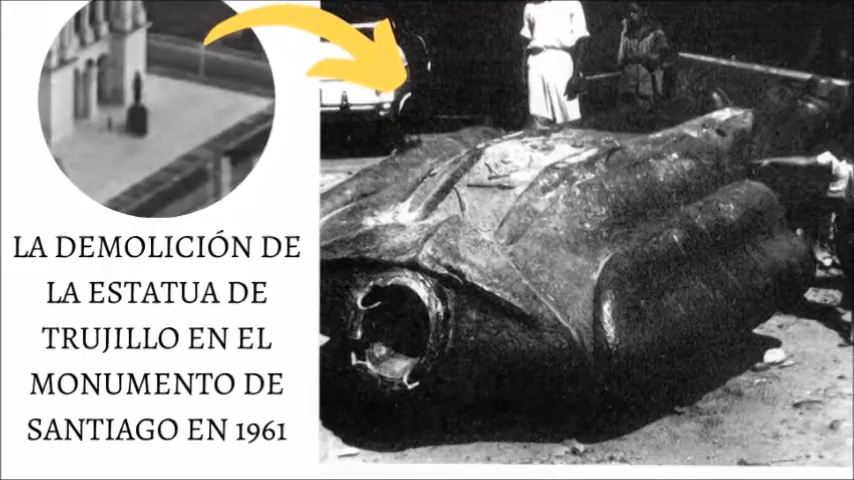 LA DEMOLICIÓN DE
LA ESTATUA DE
TRUJILLO EN EL
MONUMENTO DE
SANTIAGO EN 1961